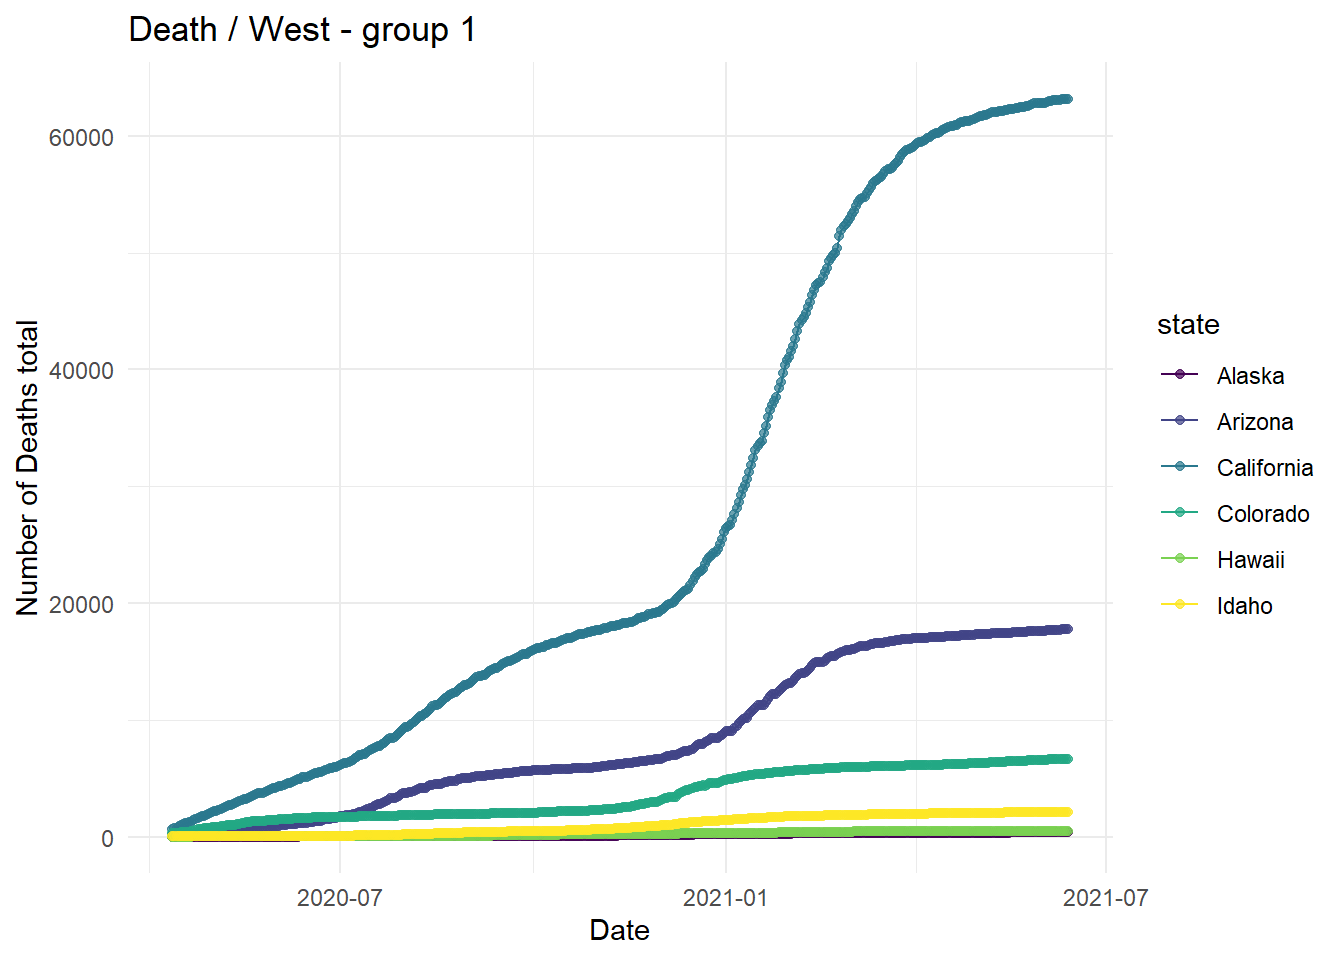 Death / West - group 1
Number of Deaths total
60000
40000
20000
0
2020-07
2021-01
2021-07
Date
state
Alaska
Arizona
California
Colorado
Hawaii
Idaho